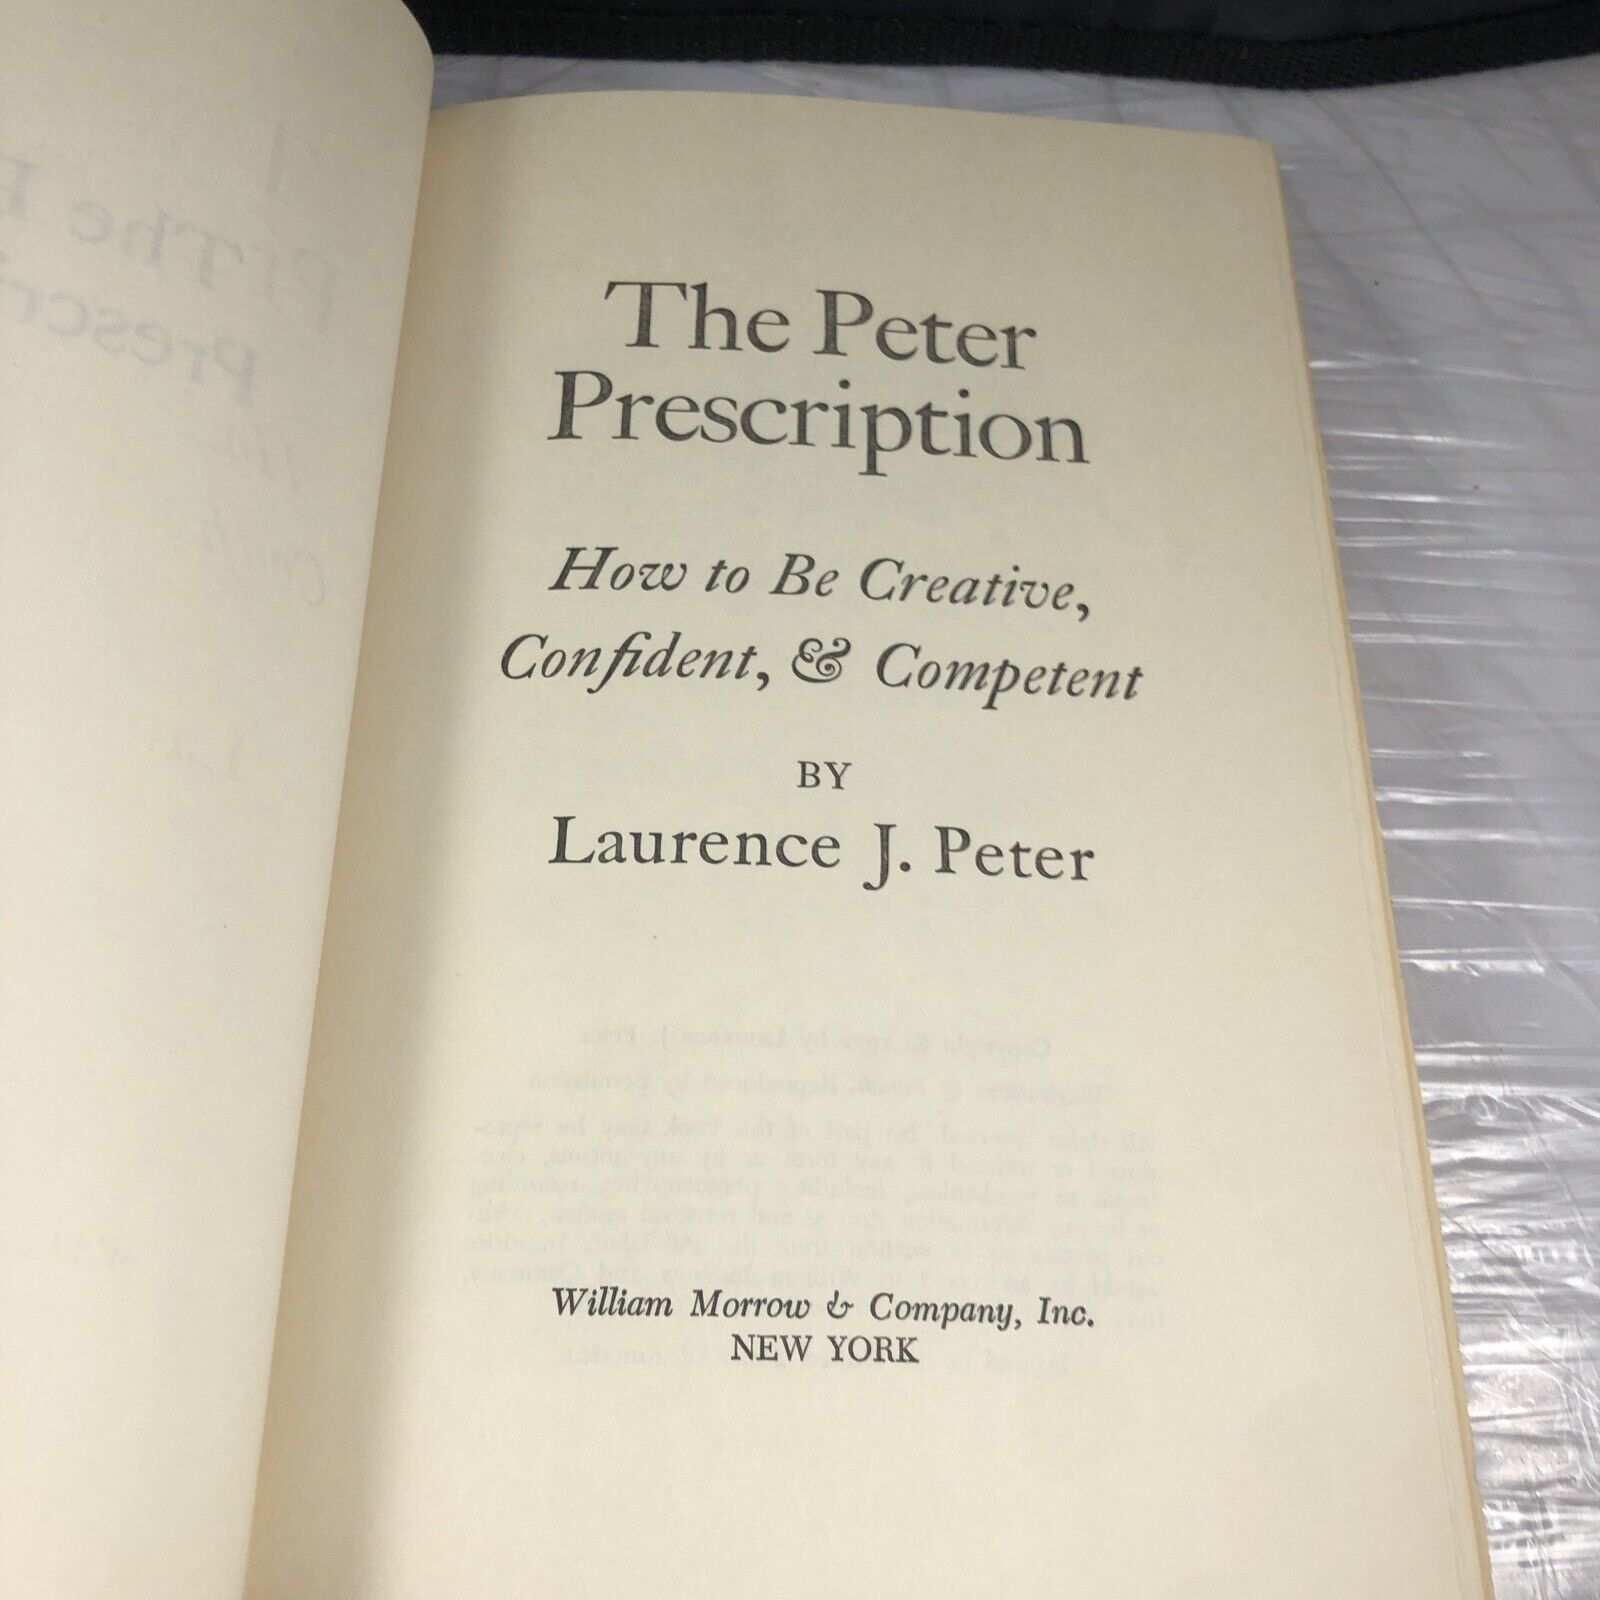 The Peter
Prescription
How to Be Creative,
Confident, & Competent
BY
Laurence J. Peter
William Morrow & Company, Inc.
NEW YORK